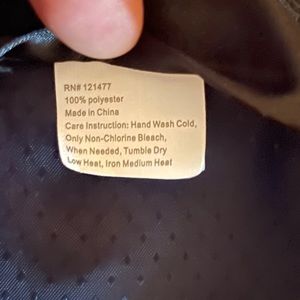 RN# 121477
100% polyester
Made in China
Care Instruction: Hand Wash Cold,
Only Non-Chlorine Bleach,
When Needed, Tumble Dry
Low Heat, Iron Medium Heat